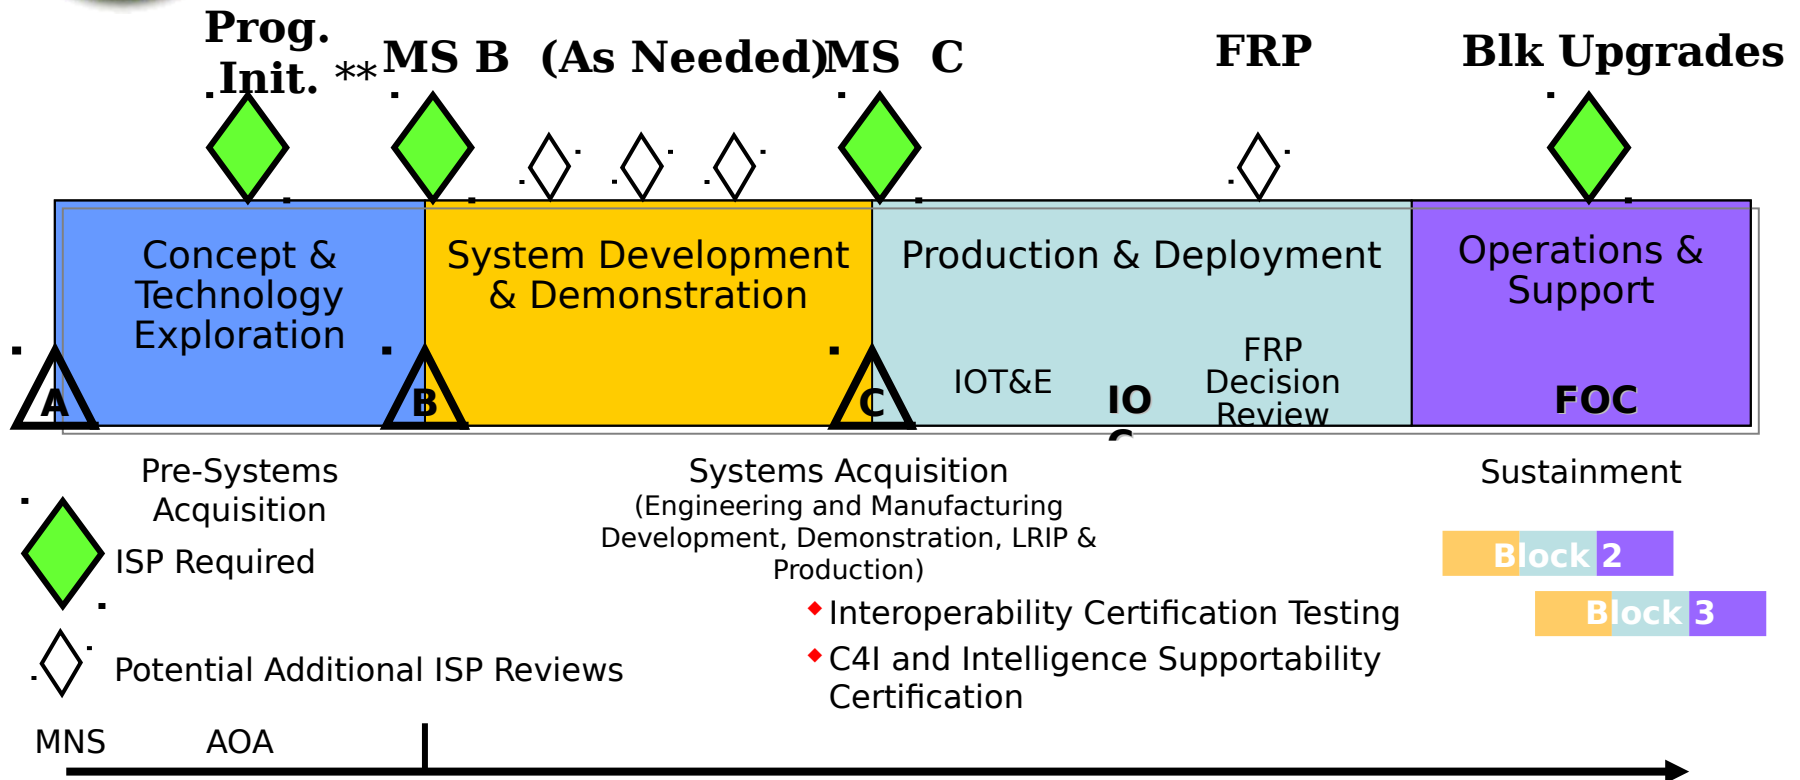 Prog.
Init. **
MS B (As Needed)
MS C
FRP
Blk Upgrades
Concept &
Technology
Exploration
System Development
& Demonstration
Production & Deployment
Operations &
Support
A
B
C
IOT&E
IO
C
FRP
Decision
Review
FOC
Pre-Systems
Acquisition
Systems Acquisition
(Engineering and Manufacturing
Development, Demonstration, LRIP &
Production)
Sustainment
ISP Required
Block 2
Block 3
Interoperability Certification Testing
C4I and Intelligence Supportability
Certification
Potential Additional ISP Reviews
MNS
AOA